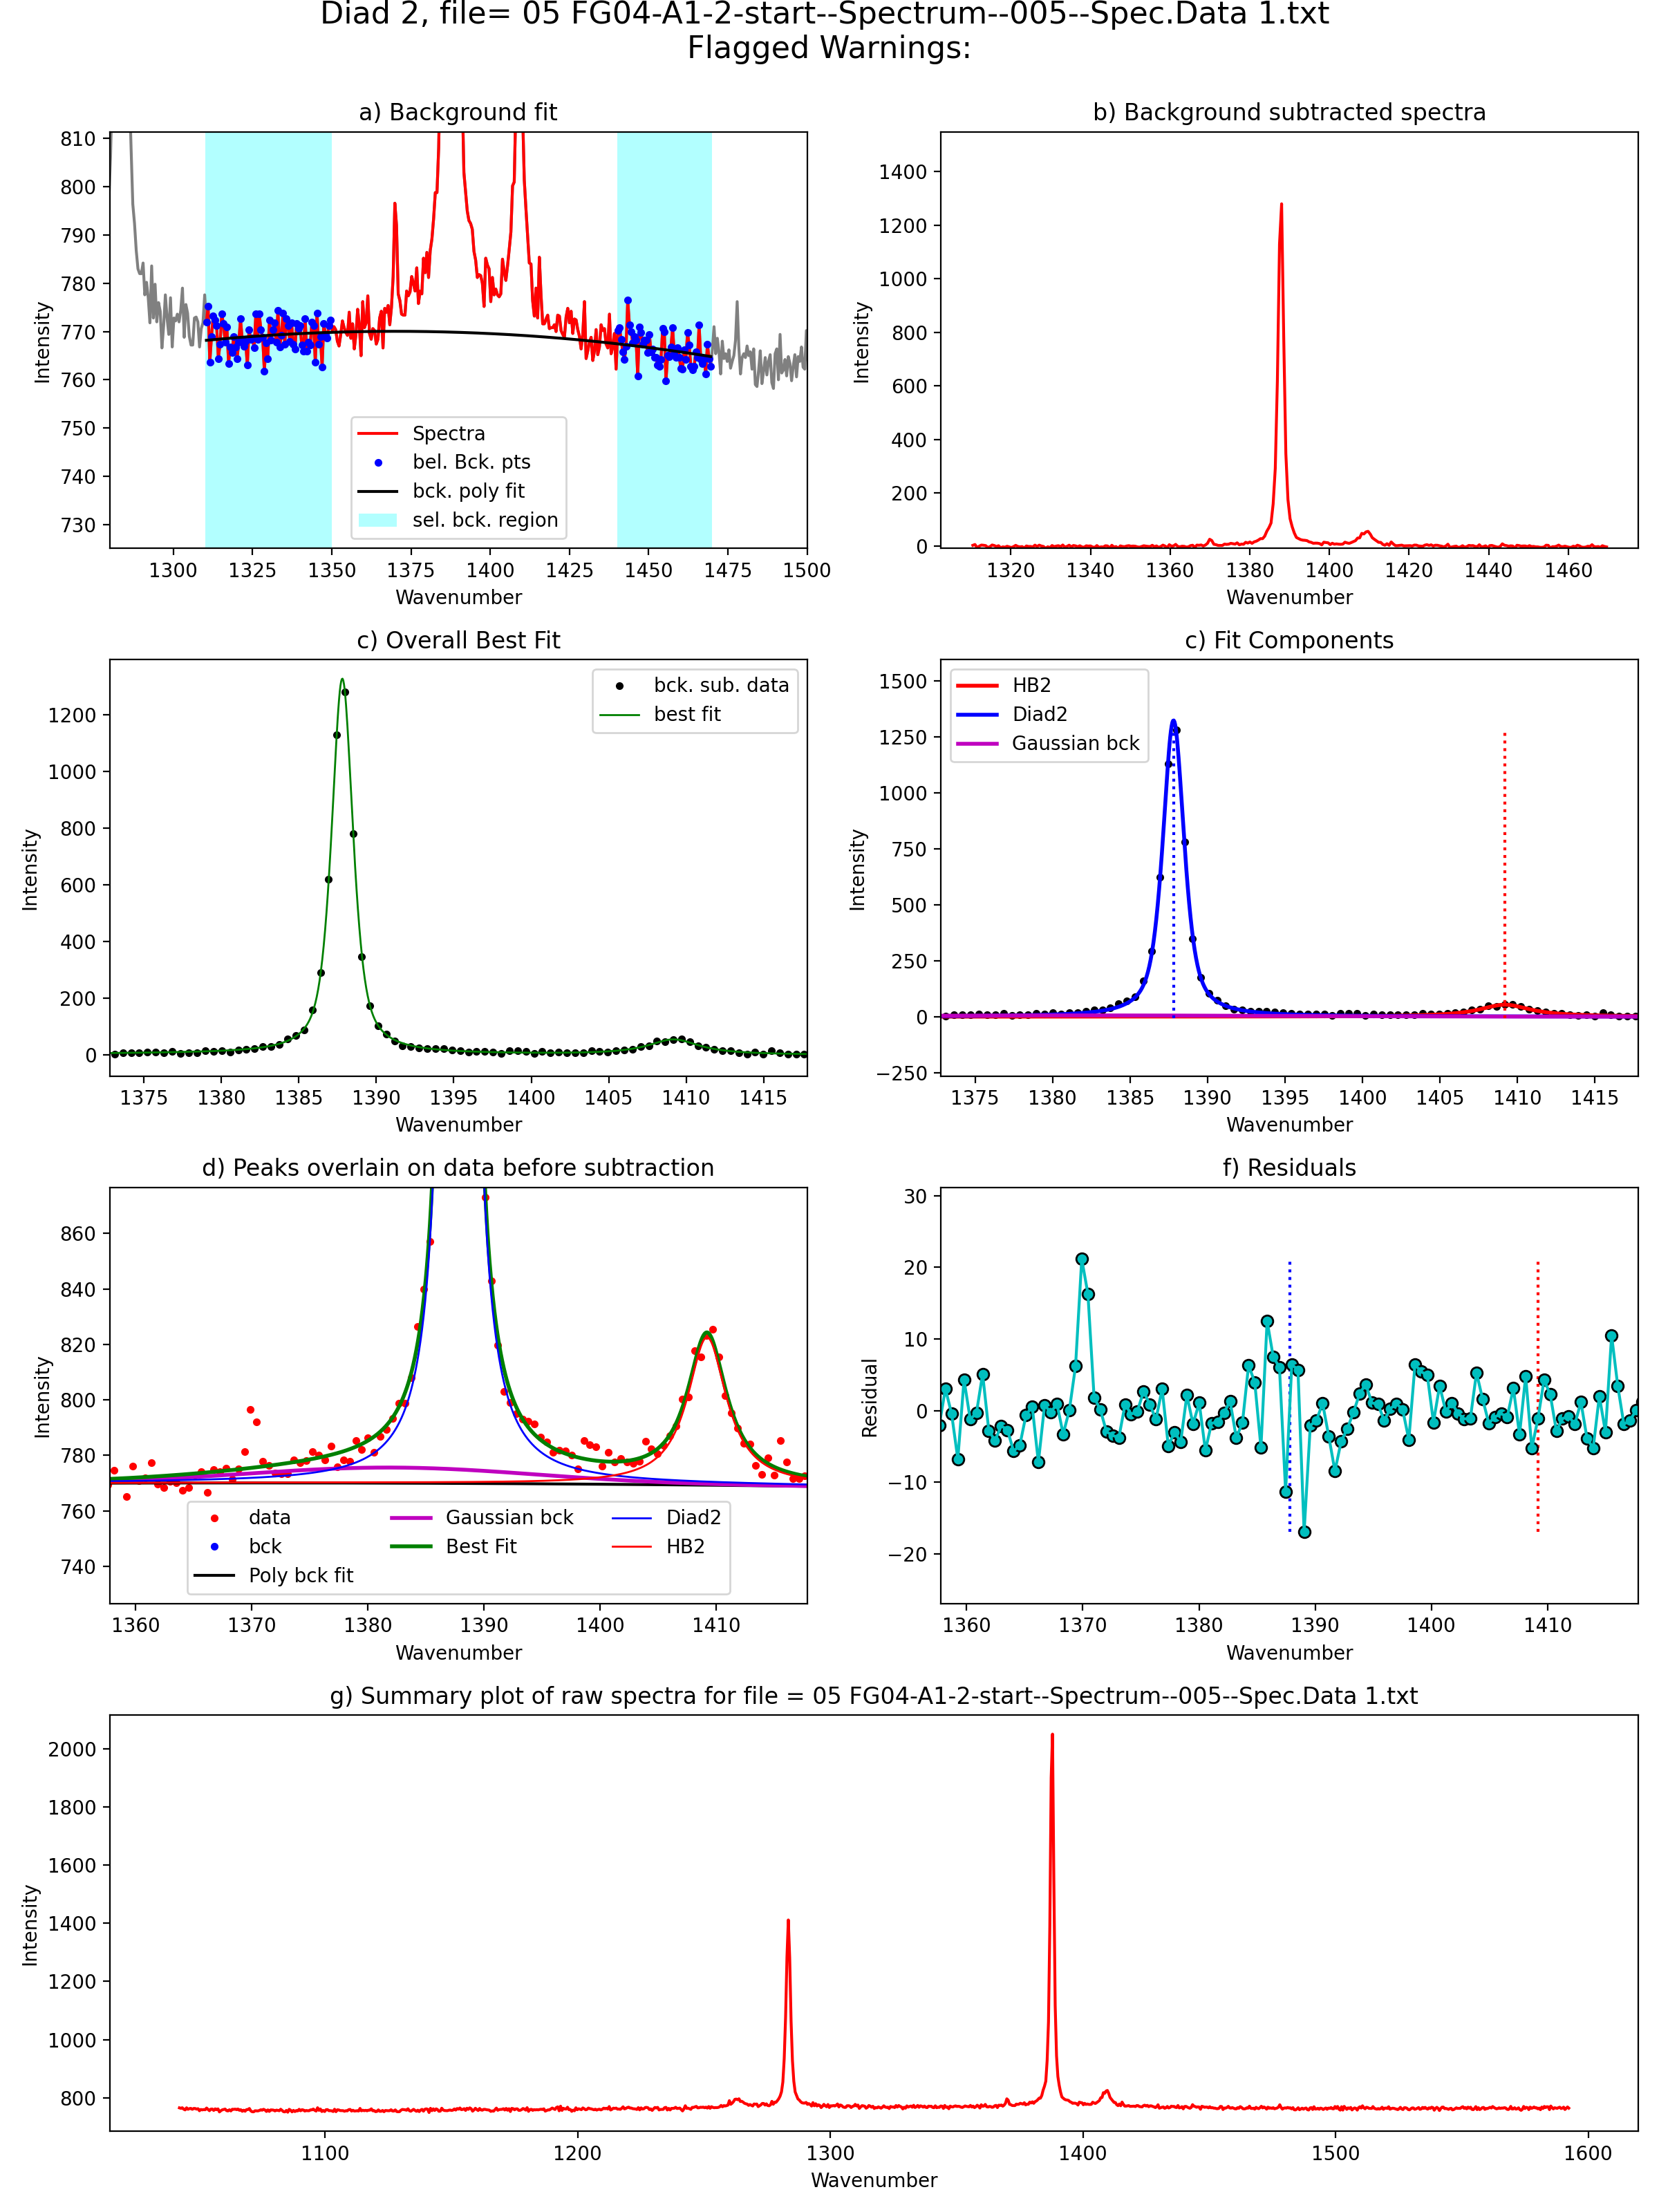 Diad 2, file= 05 FG04-A1-2-start--Spectrum--005--Spec.Data 1.txt
Flagged Warnings:
a) Background fit
810
800
790
780
770
760
750
740
730
Intensity
Spectra
bel. Bck. pts
bck. poly fit
sel. bck. region
1300 1325 1350 1375 1400 1425 1450 1475 1500
Wavenumber
b) Background subtracted spectra
1400
1200
1000
800
600
400
200
0
Intensity
1320 1340 1360 1380 1400 1420 1440 1460
Wavenumber
c) Overall Best Fit
1200
1000
800
600
400
200
0
Intensity
bck. sub. data
best fit
1375 1380 1385 1390 1395 1400 1405 1410 1415
Wavenumber
c) Fit Components
1500
1250
1000
750
500
250
0
−250
Intensity
HB2
Diad2
Gaussian bck
1375 1380 1385 1390 1395 1400 1405 1410 1415
Wavenumber
d) Peaks overlain on data before subtraction
860
840
820
800
780
760
740
Intensity
data
bck
Poly bck fit
Gaussian bck
Best Fit
Diad2
HB2
1360 1370 1380 1390 1400 1410
Wavenumber
f) Residuals
30
20
10
0
−10
−20
Residual
1360 1370 1380 1390 1400 1410
Wavenumber
g) Summary plot of raw spectra for file = 05 FG04-A1-2-start--Spectrum--005--Spec.Data 1.txt
2000
1800
1600
1400
1200
1000
800
Intensity
1100 1200 1300 1400 1500 1600
Wavenumber